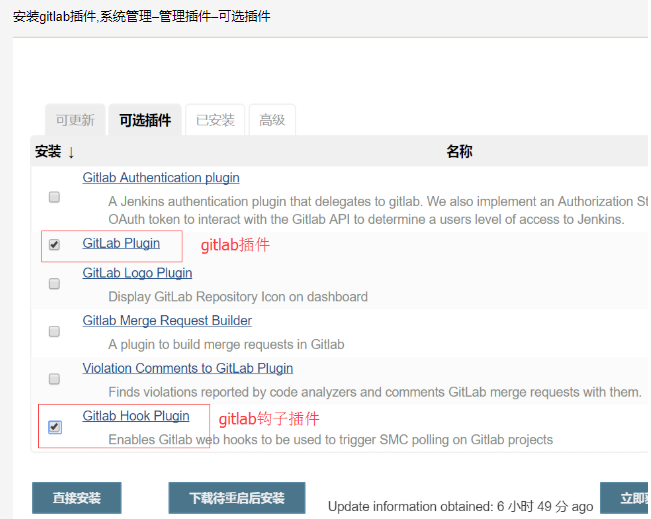 安装gitlab插件,系统管理–管理插件–可选插件
可更新 可选插件 已安装 高级
安装 ↓ 名称
Gitlab Authentication plugin
A Jenkins authentication plugin that delegates to gitlab. We also implement an Authorization St
OAuth token to interact with the Gitlab API to determine a users level of access to Jenkins.
GitLab Plugin gitlab插件
GitLab Logo Plugin
Display GitLab Repository Icon on dashboard
Gitlab Merge Request Builder
A plugin to build merge requests in Gitlab
Violation Comments to GitLab Plugin
Finds violations reported by code analyzers and comments GitLab merge requests with them.
Gitlab Hook Plugin gitlab钩子插件
Enables Gitlab web hooks to be used to trigger SMC polling on Gitlab projects
直接安装 下载待重启后安装 Update information obtained: 6 小时 49 分 ago 立即